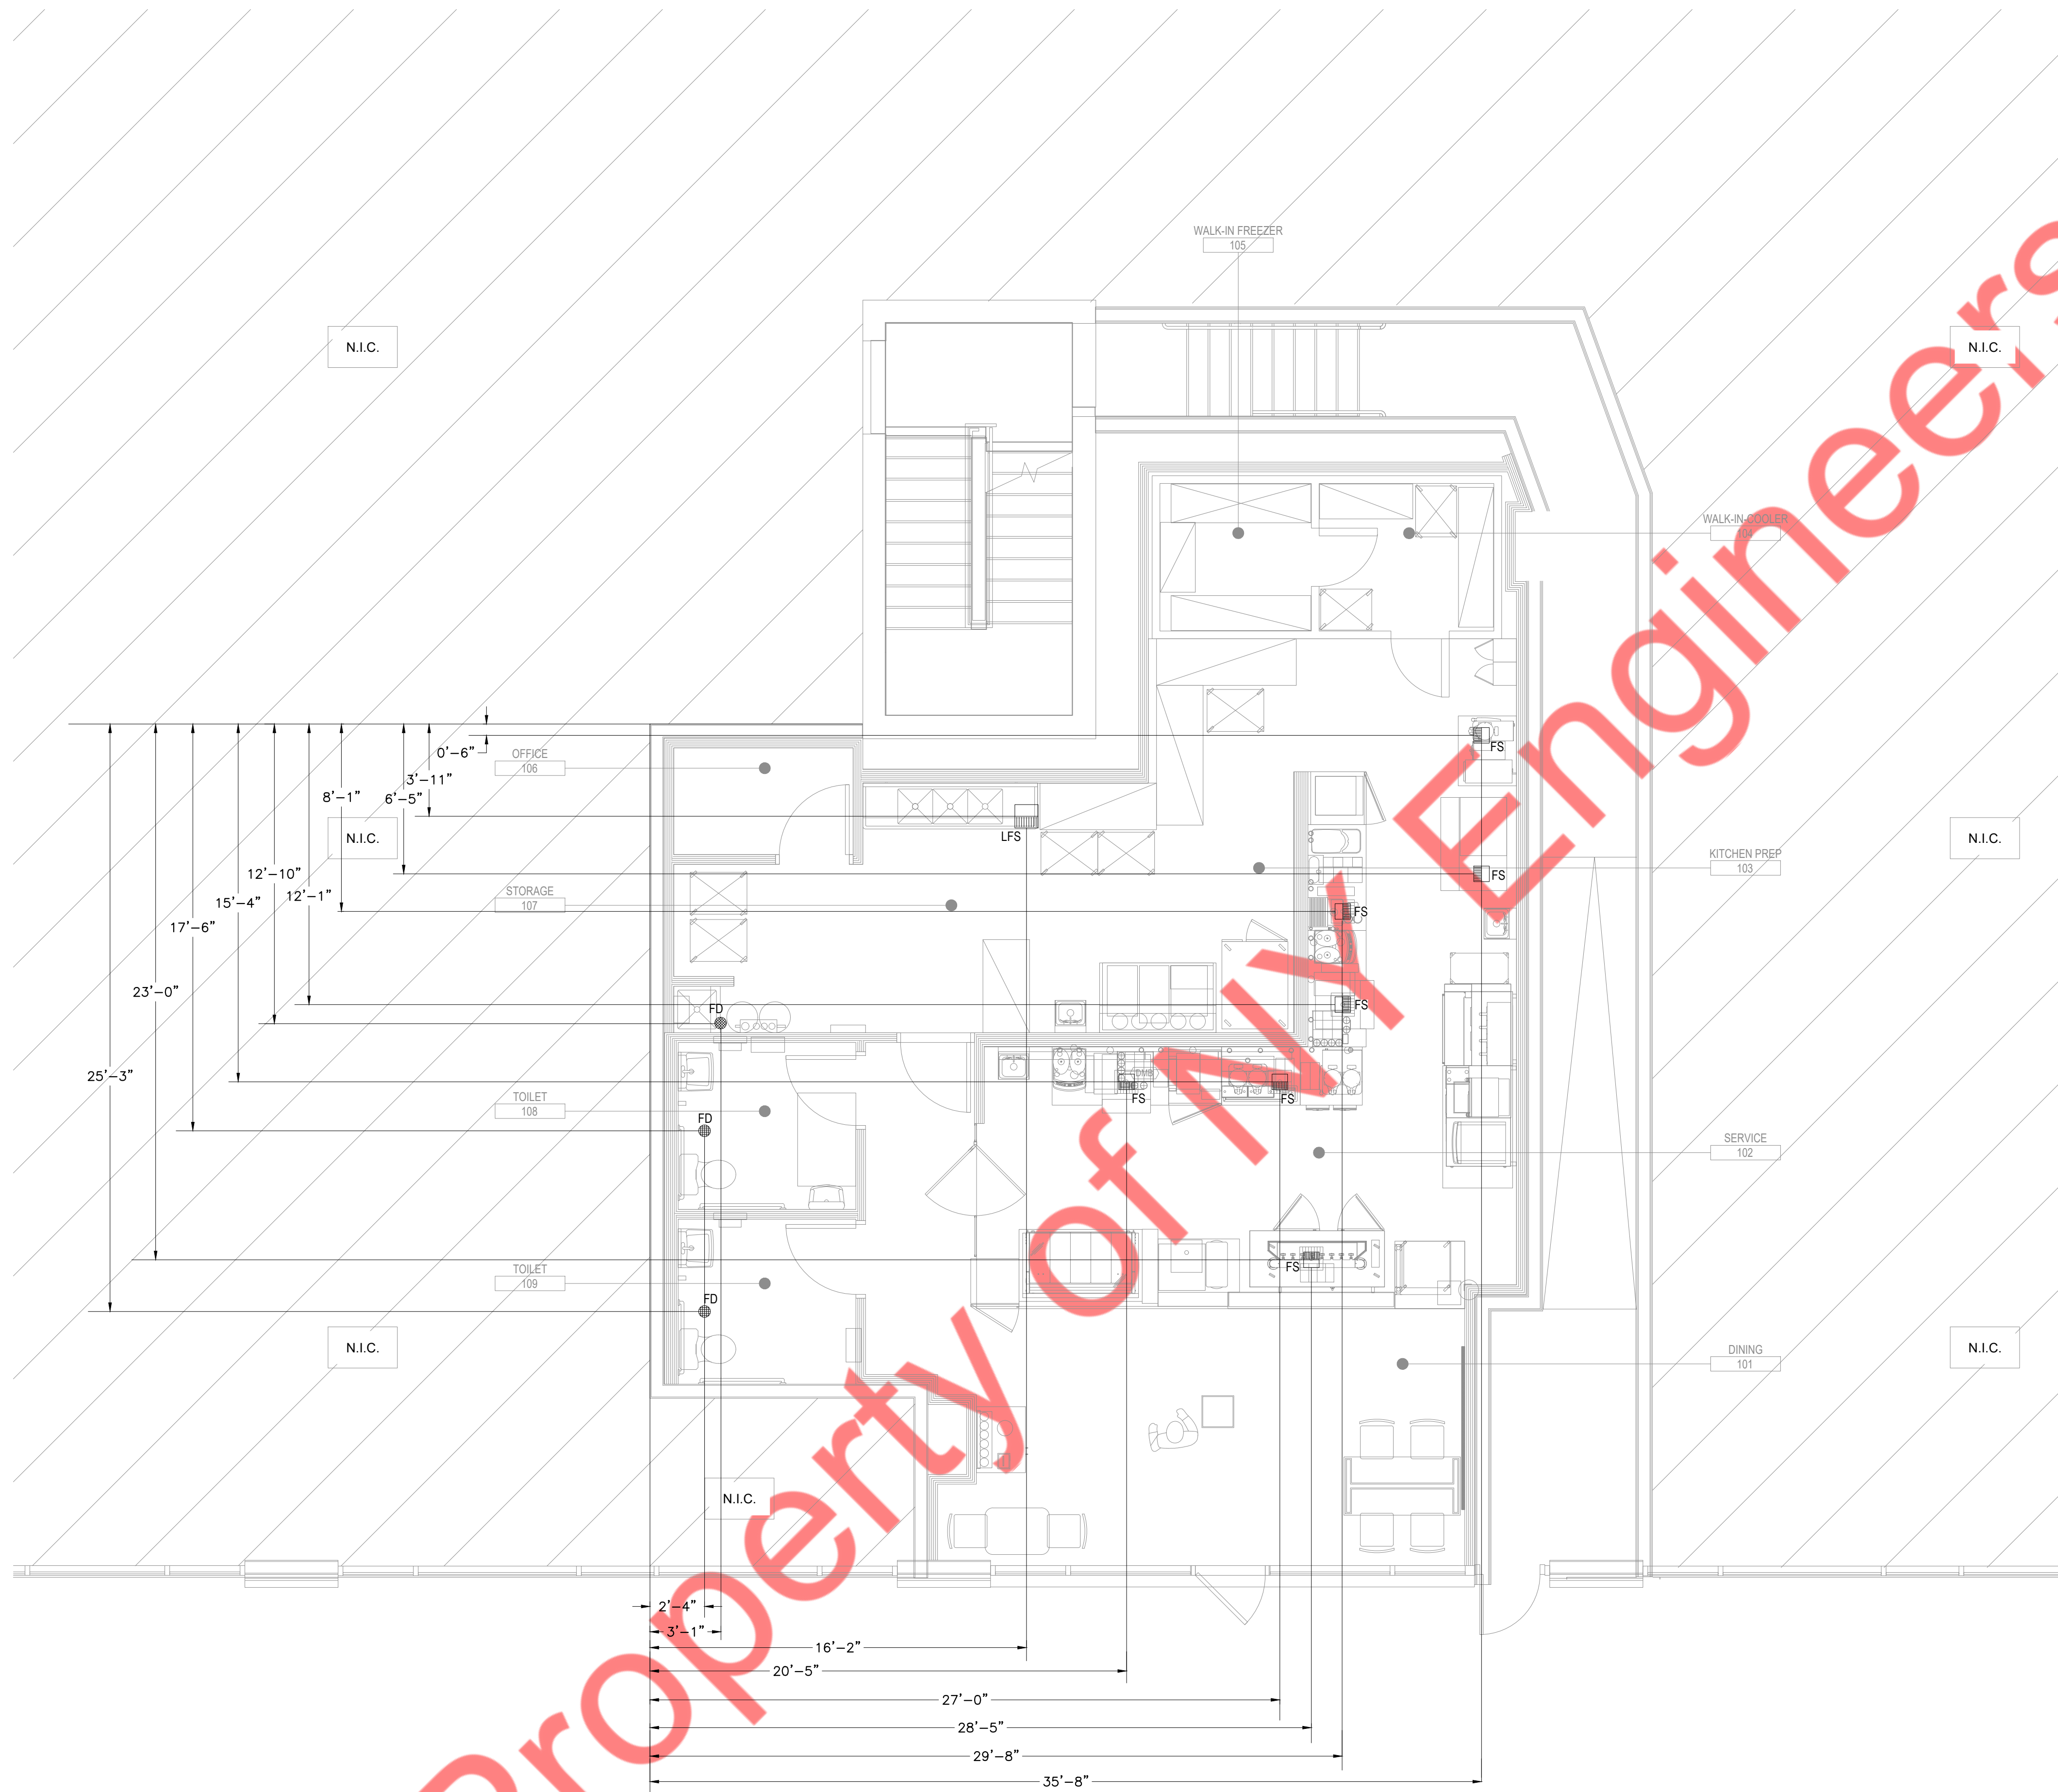 WALK-IN FREEZER
105
N.I.C.
N.I.C.
WALK-IN-COOLER
104
0'-6"
OFFICE
106
FS
3'-11"
8'-1"
6'-5"
N.I.C.
LFS
N.I.C.
KITCHEN PREP
103
12'-10"
FS
STORAGE
107
12'-1"
15'-4"
FS
17'-6"
23'-0"
FD
FS
25'-3"
TOILET
108
FS
FS
FD
SERVICE
102
TOILET
109
FS
FD
N.I.C.
DINING
101
N.I.C.
N.I.C.
2'-4"
3'-1"
16'-2"
20'-5"
27'-0"
28'-5"
29'-8"
35'-8"
Property of NY Engineers